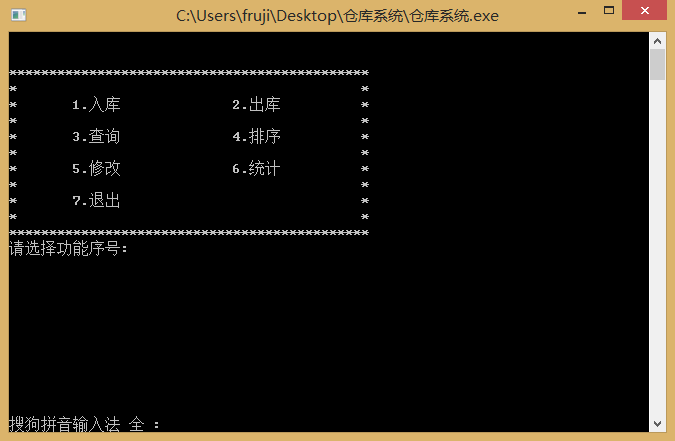 C:\Users\fruji\Desktop\仓库系统\仓库系统.exe
*********************************************
*                                           *
*      1.入库              2.出库          *
*                                           *
*      3.查询              4.排序          *
*                                           *
*      5.修改              6.统计          *
*                                           *
*      7.退出                               *
*                                           *
*********************************************
请选择功能序号:
搜狗拼音输入法 全 :